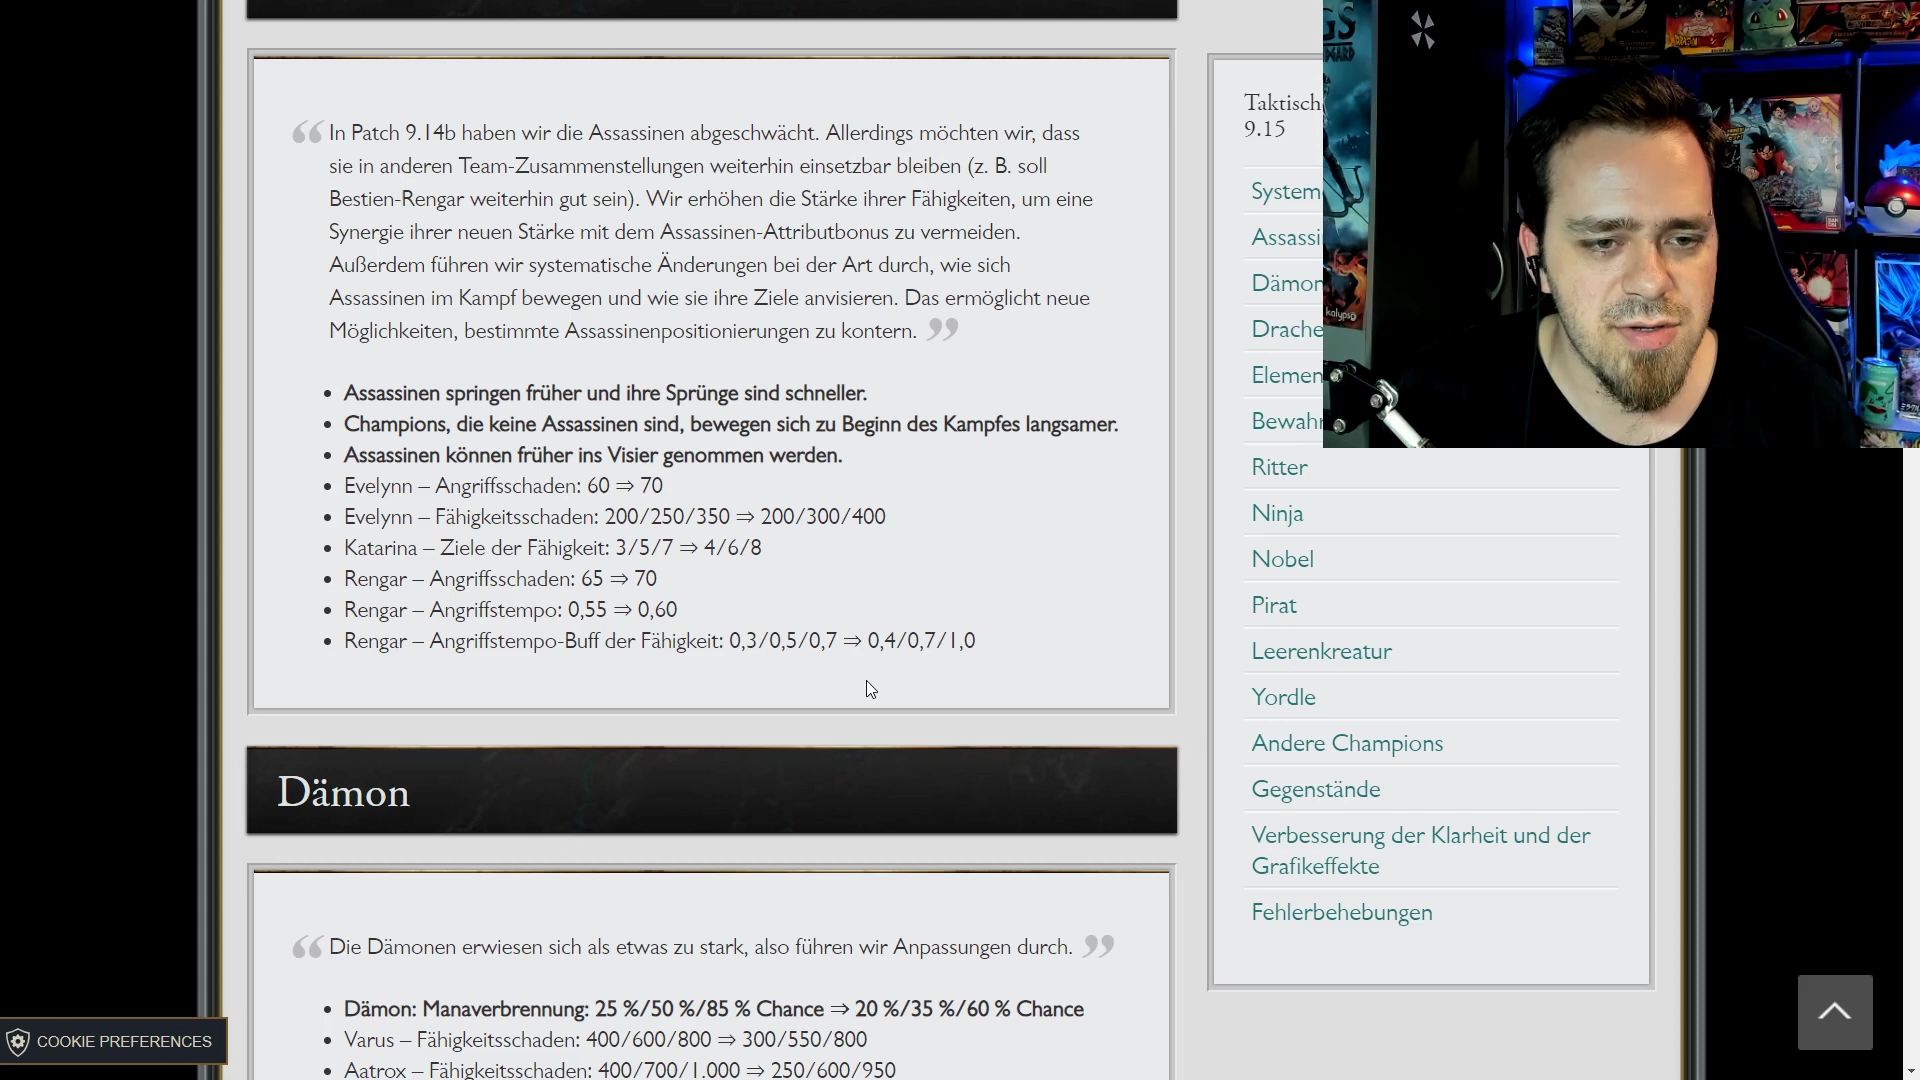 In Patch 9.14b haben wir die Assassinen abgeschwächt. Allerdings möchten wir, dass
sie in anderen Team-Zusammenstellungen weiterhin einsetzbar bleiben (z. B. soll
Bestien-Rengar weiterhin gut sein). Wir erhöhen die Stärke ihrer Fähigkeiten, um eine
Synergie ihrer neuen Stärke mit dem Assassinen-Attributbonus zu vermeiden.
Außerdem führen wir systematische Änderungen bei der Art durch, wie sich
Assassinen im Kampf bewegen und wie sie ihre Ziele anvisieren. Das ermöglicht neue
Möglichkeiten, bestimmte Assassinenpositionierungen zu kontern.
• Assassinen springen früher und ihre Sprünge sind schneller.
• Champions, die keine Assassinen sind, bewegen sich zu Beginn des Kampfes langsamer.
• Assassinen können früher ins Visier genommen werden.
• Evelynn – Angriffsschaden: 60 ⇒ 70
• Evelynn – Fähigkeitsschaden: 200/250/350 ⇒ 200/300/400
• Katarina – Ziele der Fähigkeit: 3/5/7 ⇒ 4/6/8
• Rengar – Angriffsschaden: 65 ⇒ 70
• Rengar – Angriffstempo: 0,55 ⇒ 0,60
• Rengar – Angriffstempo-Buff der Fähigkeit: 0,3/0,5/0,7 ⇒ 0,4/0,7/1,0
Dämon
Die Dämonen erwiesen sich als etwas zu stark, also führen wir Anpassungen durch.
• Dämon: Manaverbrennung: 25 %/50 %/85 % Chance ⇒ 20 %/35 %/60 % Chance
• Varus – Fähigkeitsschaden: 400/600/800 ⇒ 300/550/800
• Aatrox – Fähigkeitsschaden: 400/700/1.000 ⇒ 250/600/950
COOKIE PREFERENCES
Taktisch
9.15
System
Assassi
Dämon
Drache
Elemen
Bewahr
Ritter
Ninja
Nobel
Pirat
Leerenkreatur
Yordle
Andere Champions
Gegenstände
Verbesserung der Klarheit und der
Grafikeffekte
Fehlerbehebungen
GS
kalypso